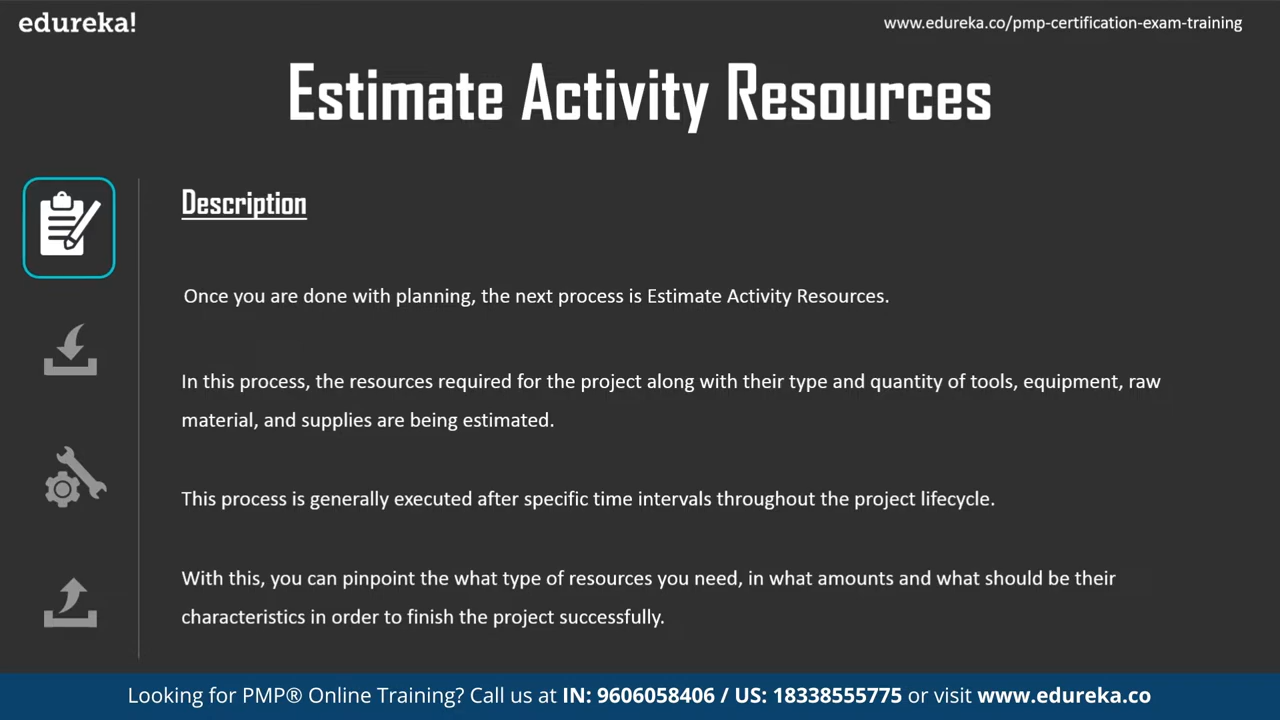 edureka!
www.edureka.co/pmp-certification-exam-training
Estimate Activity Resources
Description
Once you are done with planning, the next process is Estimate Activity Resources.
In this process, the resources required for the project along with their type and quantity of tools, equipment, raw
material, and supplies are being estimated.
This process is generally executed after specific time intervals throughout the project lifecycle.
With this, you can pinpoint the what type of resources you need, in what amounts and what should be their
characteristics in order to finish the project successfully.
Looking for PMP® Online Training? Call us at IN: 9606058406 / US: 18338555775 or visit www.edureka.co